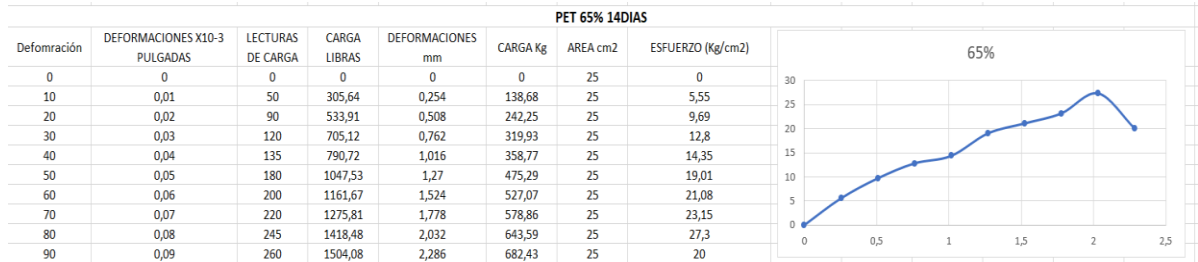 PET 65% 14DIAS
Defomración DEFORMACIONES X10-3 PULGADAS LECTURAS DE CARGA CARGA LIBRAS DEFORMACIONES mm CARGA Kg AREA cm2 ESFUERZO (Kg/cm2)
0 0 0 0 0 0 25 0
10 0,01 50 305,64 0,254 138,68 25 5,55
20 0,02 90 533,91 0,508 242,25 25 9,69
30 0,03 120 705,12 0,762 319,93 25 12,8
40 0,04 135 790,72 1,016 358,77 25 14,35
50 0,05 180 1047,53 1,27 475,29 25 19,01
60 0,06 200 1161,67 1,524 527,07 25 21,08
70 0,07 220 1275,81 1,778 578,86 25 23,15
80 0,08 245 1418,48 2,032 643,59 25 27,3
90 0,09 260 1504,08 2,286 682,43 25 20
65%
30
25
20
15
10
5
0
0 0,5 1 1,5 2 2,5